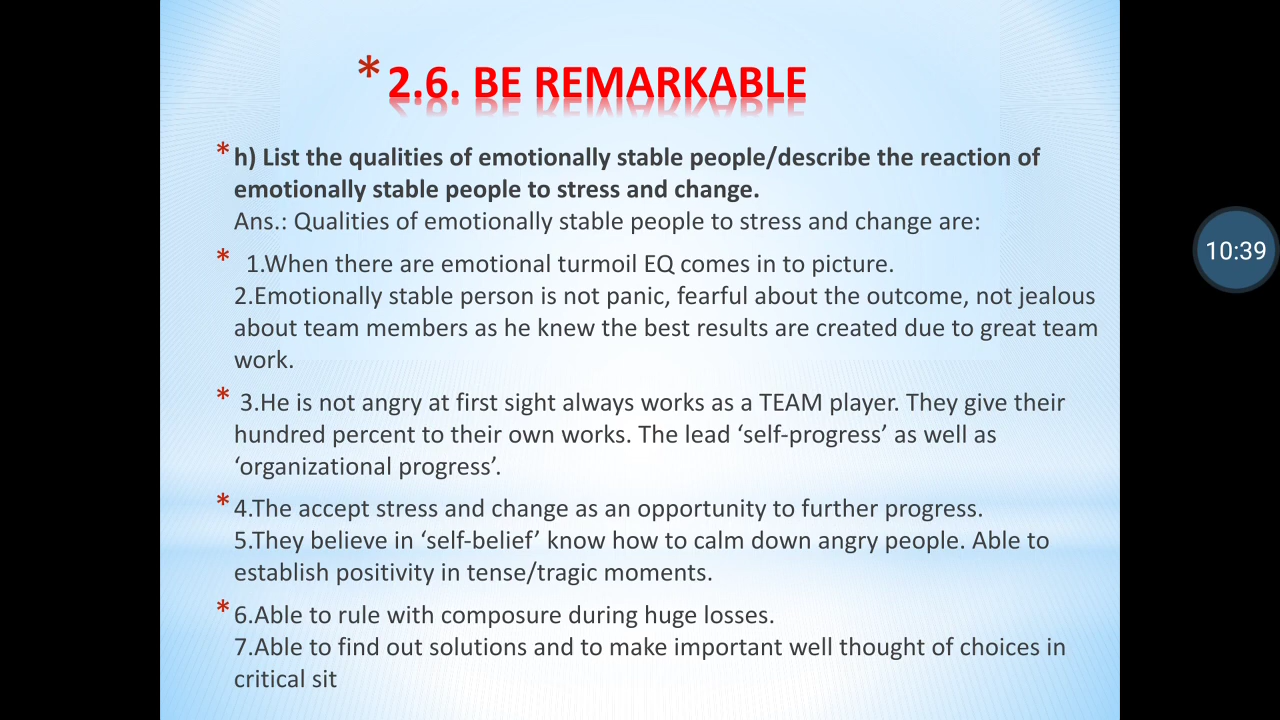 * 2.6. BE REMARKABLE
* h) List the qualities of emotionally stable people/describe the reaction of
emotionally stable people to stress and change.
Ans.: Qualities of emotionally stable people to stress and change are:
* 1.When there are emotional turmoil EQ comes in to picture.
2.Emotionally stable person is not panic, fearful about the outcome, not jealous
about team members as he knew the best results are created due to great team
work.
* 3.He is not angry at first sight always works as a TEAM player. They give their
hundred percent to their own works. The lead ‘self-progress’ as well as
‘organizational progress’.
* 4.The accept stress and change as an opportunity to further progress.
5.They believe in ‘self-belief’ know how to calm down angry people. Able to
establish positivity in tense/tragic moments.
* 6.Able to rule with composure during huge losses.
7.Able to find out solutions and to make important well thought of choices in
critical sit
10:39